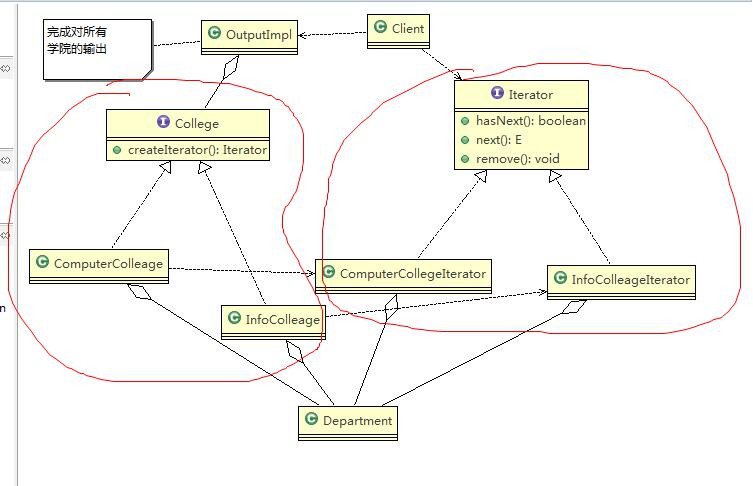 完成对所有
学院的输出
C OutputImpl
C Client
I Iterator
hasNext(): boolean
next(): E
remove(): void
I College
createIterator(): Iterator
C ComputerColleage
C ComputerCollegeIterator
C InfoColleageIterator
C InfoColleage
C Department
n